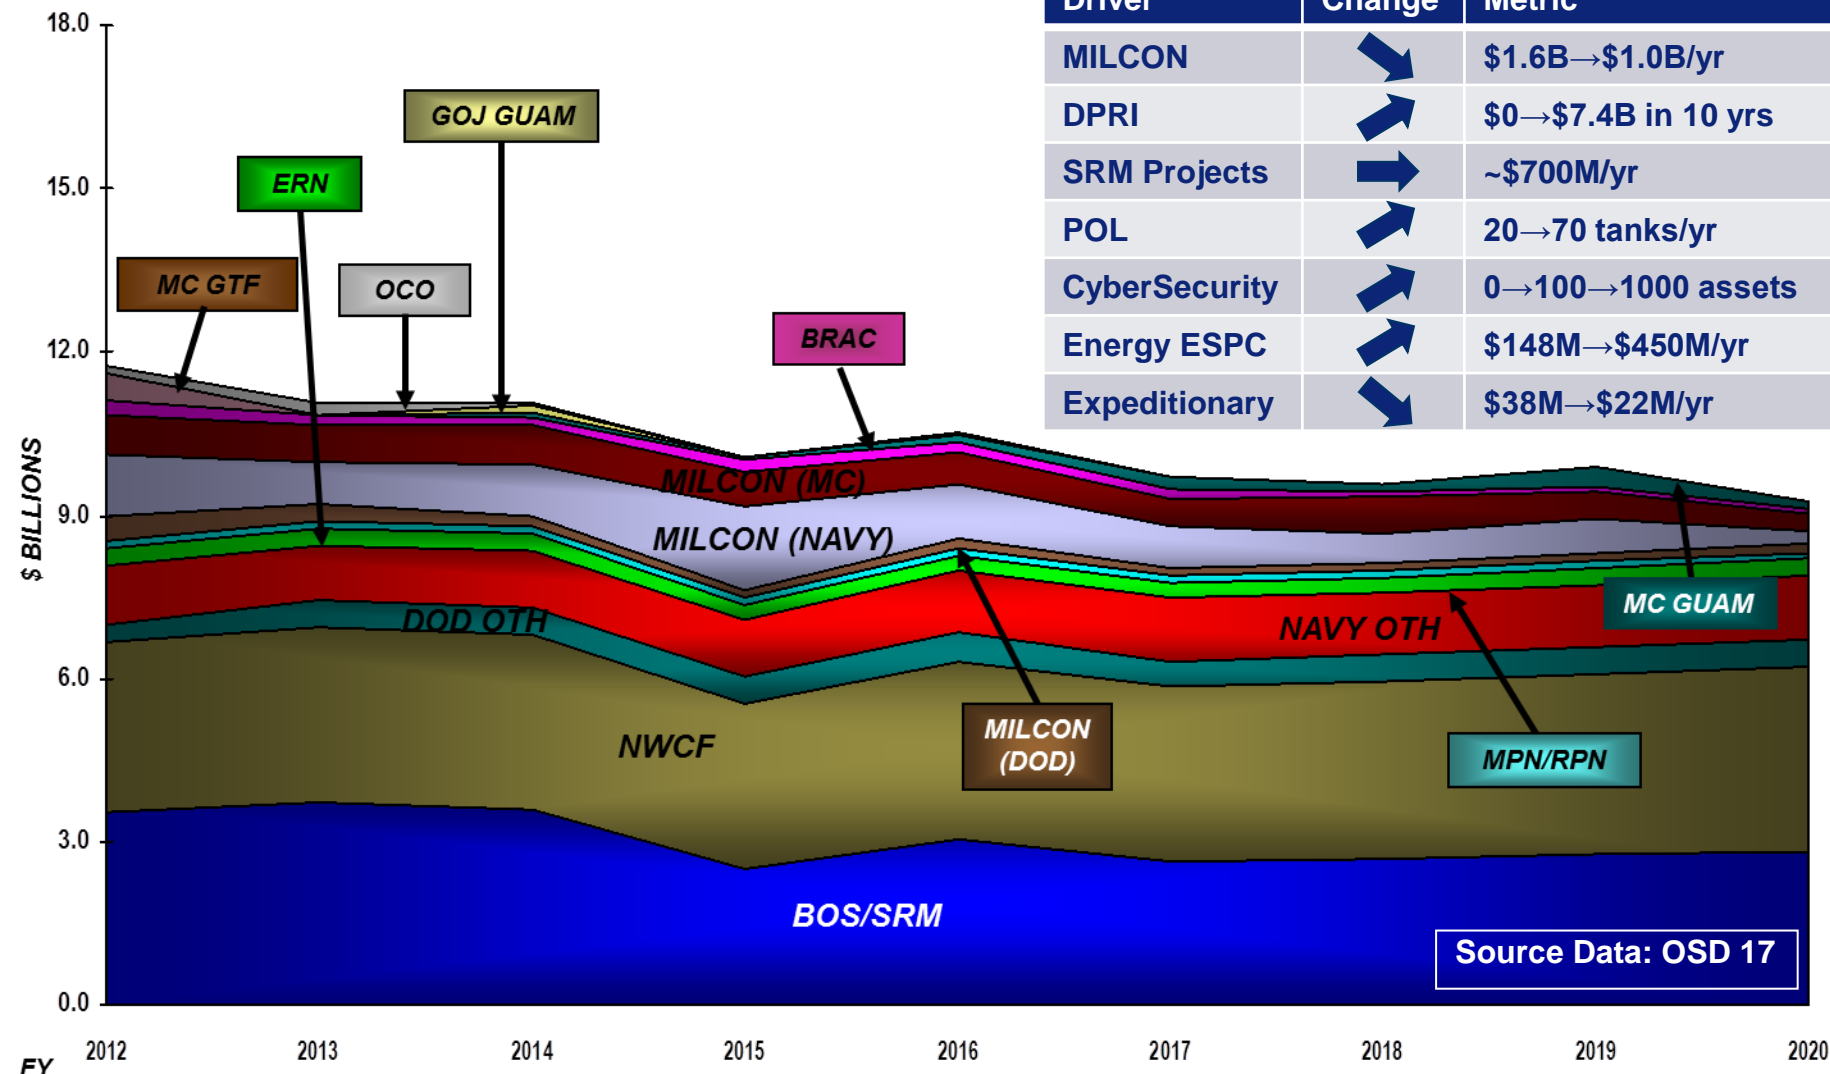 Driver Change Metric
MILCON $1.6B→$1.0B/yr
DPRI $0→$7.4B in 10 yrs
SRM Projects ~$700M/yr
POL 20→70 tanks/yr
CyberSecurity 0→100→1000 assets
Energy ESPC $148M→$450M/yr
Expeditionary $38M→$22M/yr
18.0
15.0
12.0
9.0
6.0
3.0
0.0
$ BILLIONS
GOJ GUAM
ERN
MC GTF
OCO
BRAC
MILCON (MC)
MILCON (NAVY)
DOD OTH
NAVY OTH
MC GUAM
NWCF
MILCON
(DOD)
MPN/RPN
BOS/SRM
Source Data: OSD 17
FY 2012 2013 2014 2015 2016 2017 2018 2019 2020